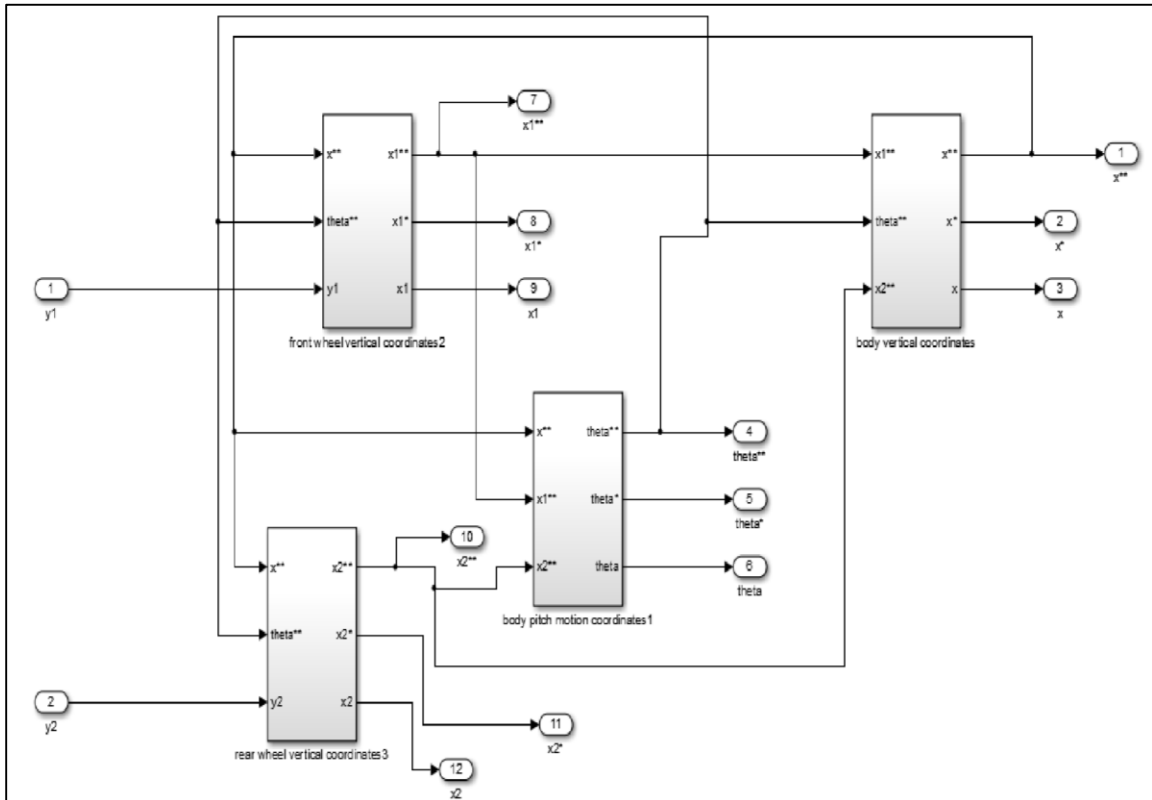 7
x1**
x** x1** x1** x** 1
x**
theta** x1* 8 theta** x* 2
x1* x*
1 y1 x1 9 x2** x 3
y1 x1 x
front wheel vertical coordinates2 body vertical coordinates
x** theta** 4
theta**
x1** theta* 5
theta*
10
x2**
x** x2** x2** theta 6
theta
body pitch motion coordinates1
theta** x2*
2 y2 x2
y2
11
x2*
rear wheel vertical coordinates3
12
x2